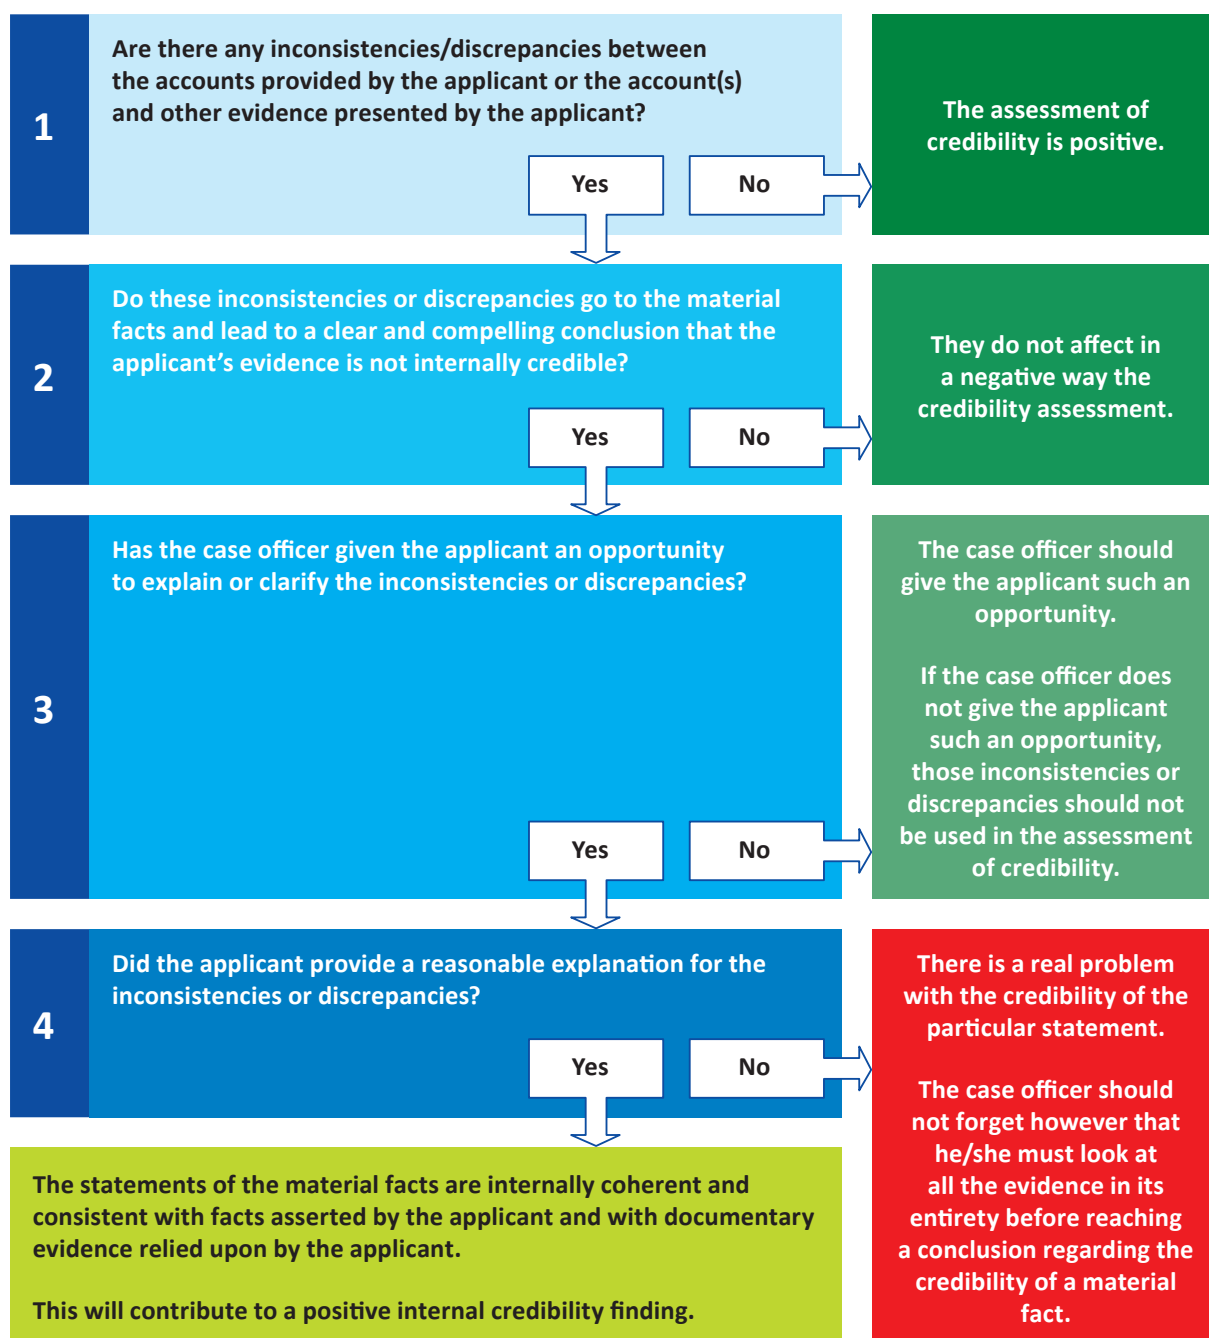 1
Are there any inconsistencies/discrepancies between
the accounts provided by the applicant or the account(s)
and other evidence presented by the applicant?
Yes
No
The assessment of
credibility is positive.
2
Do these inconsistencies or discrepancies go to the material
facts and lead to a clear and compelling conclusion that the
applicant's evidence is not internally credible?
Yes
No
They do not affect in
a negative way the
credibility assessment.
3
Has the case officer given the applicant an opportunity
to explain or clarify the inconsistencies or discrepancies?
Yes
No
The case officer should
give the applicant such an
opportunity.
If the case officer does
not give the applicant
such an opportunity,
those inconsistencies or
discrepancies should not
be used in the assessment
of credibility.
4
Did the applicant provide a reasonable explanation for the
inconsistencies or discrepancies?
Yes
No
There is a real problem
with the credibility of the
particular statement.
The case officer should
not forget however that
he/she must look at
all the evidence in its
entirety before reaching
a conclusion regarding the
credibility of a material
fact.
The statements of the material facts are internally coherent and
consistent with facts asserted by the applicant and with documentary
evidence relied upon by the applicant.
This will contribute to a positive internal credibility finding.